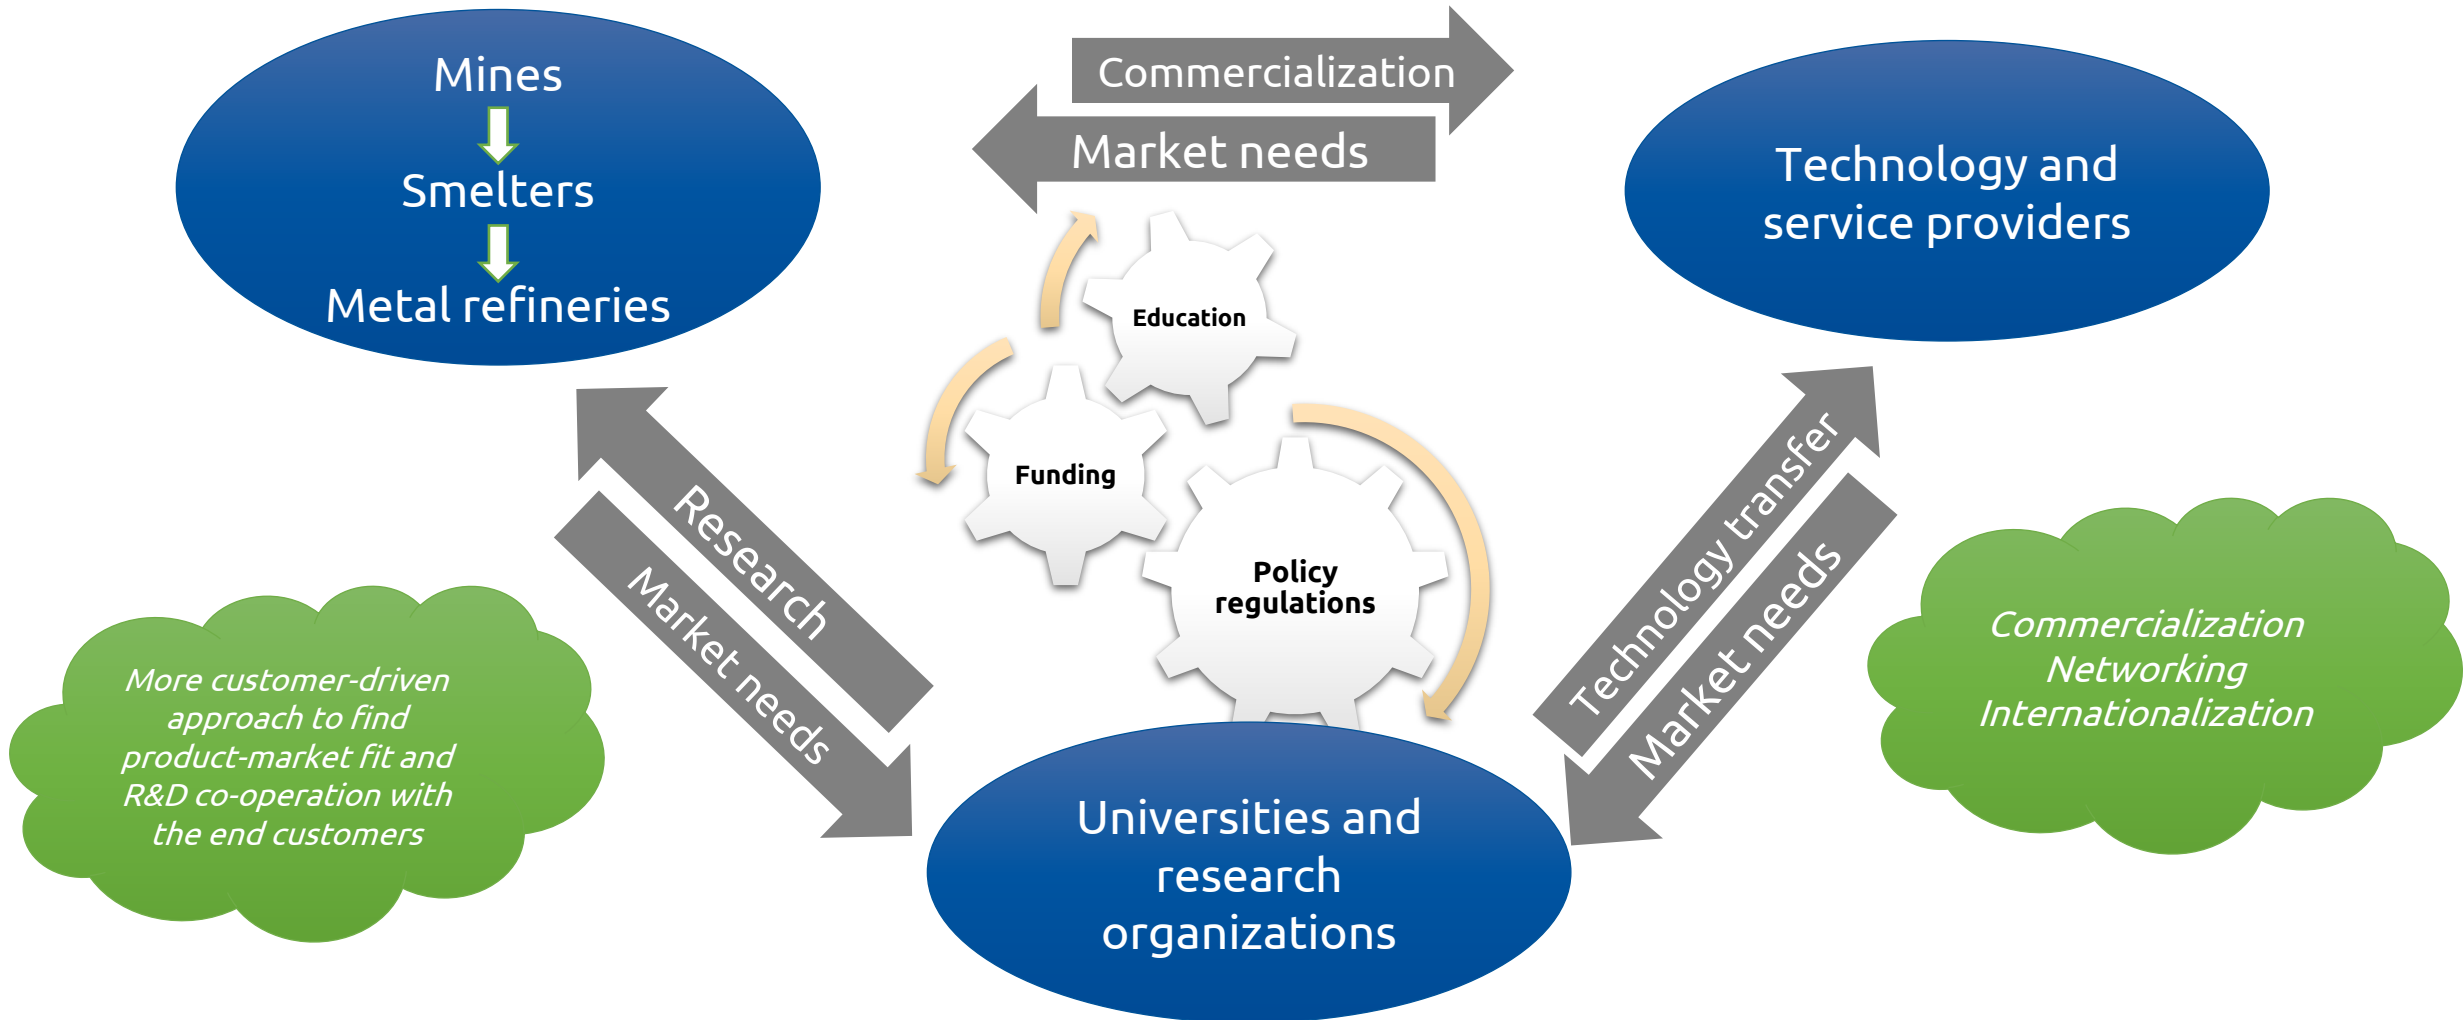 Mines
Smelters
Metal refineries
Commercialization
Market needs
Technology and
service providers
Education
Funding
Policy
regulations
Research
Market needs
Technology transfer
Market needs
More customer-driven
approach to find
product-market fit and
R&D co-operation with
the end customers
Commercialization
Networking
Internationalization
Universities and
research
organizations